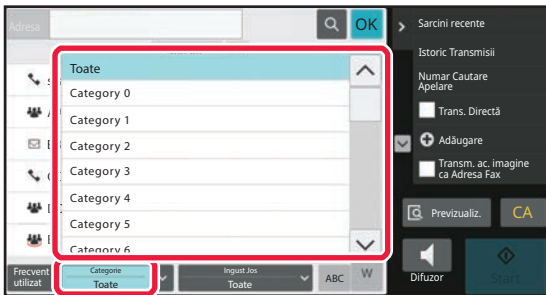 Adresa
OK
Toate
Category 0
Category 1
Category 2
Category 3
Category 4
Category 5
Category 6
Frecvent
utilizat
Categorie
Toate
Ingust Jos
Toate
ABC
W
Sarcini recente
Istoric Transmisii
Numar Cautare
Apelare
Trans. Directă
Adăugare
Transm. ac. imagine
ca Adresa Fax
Previzualiz.
CA
Difuzor
Start